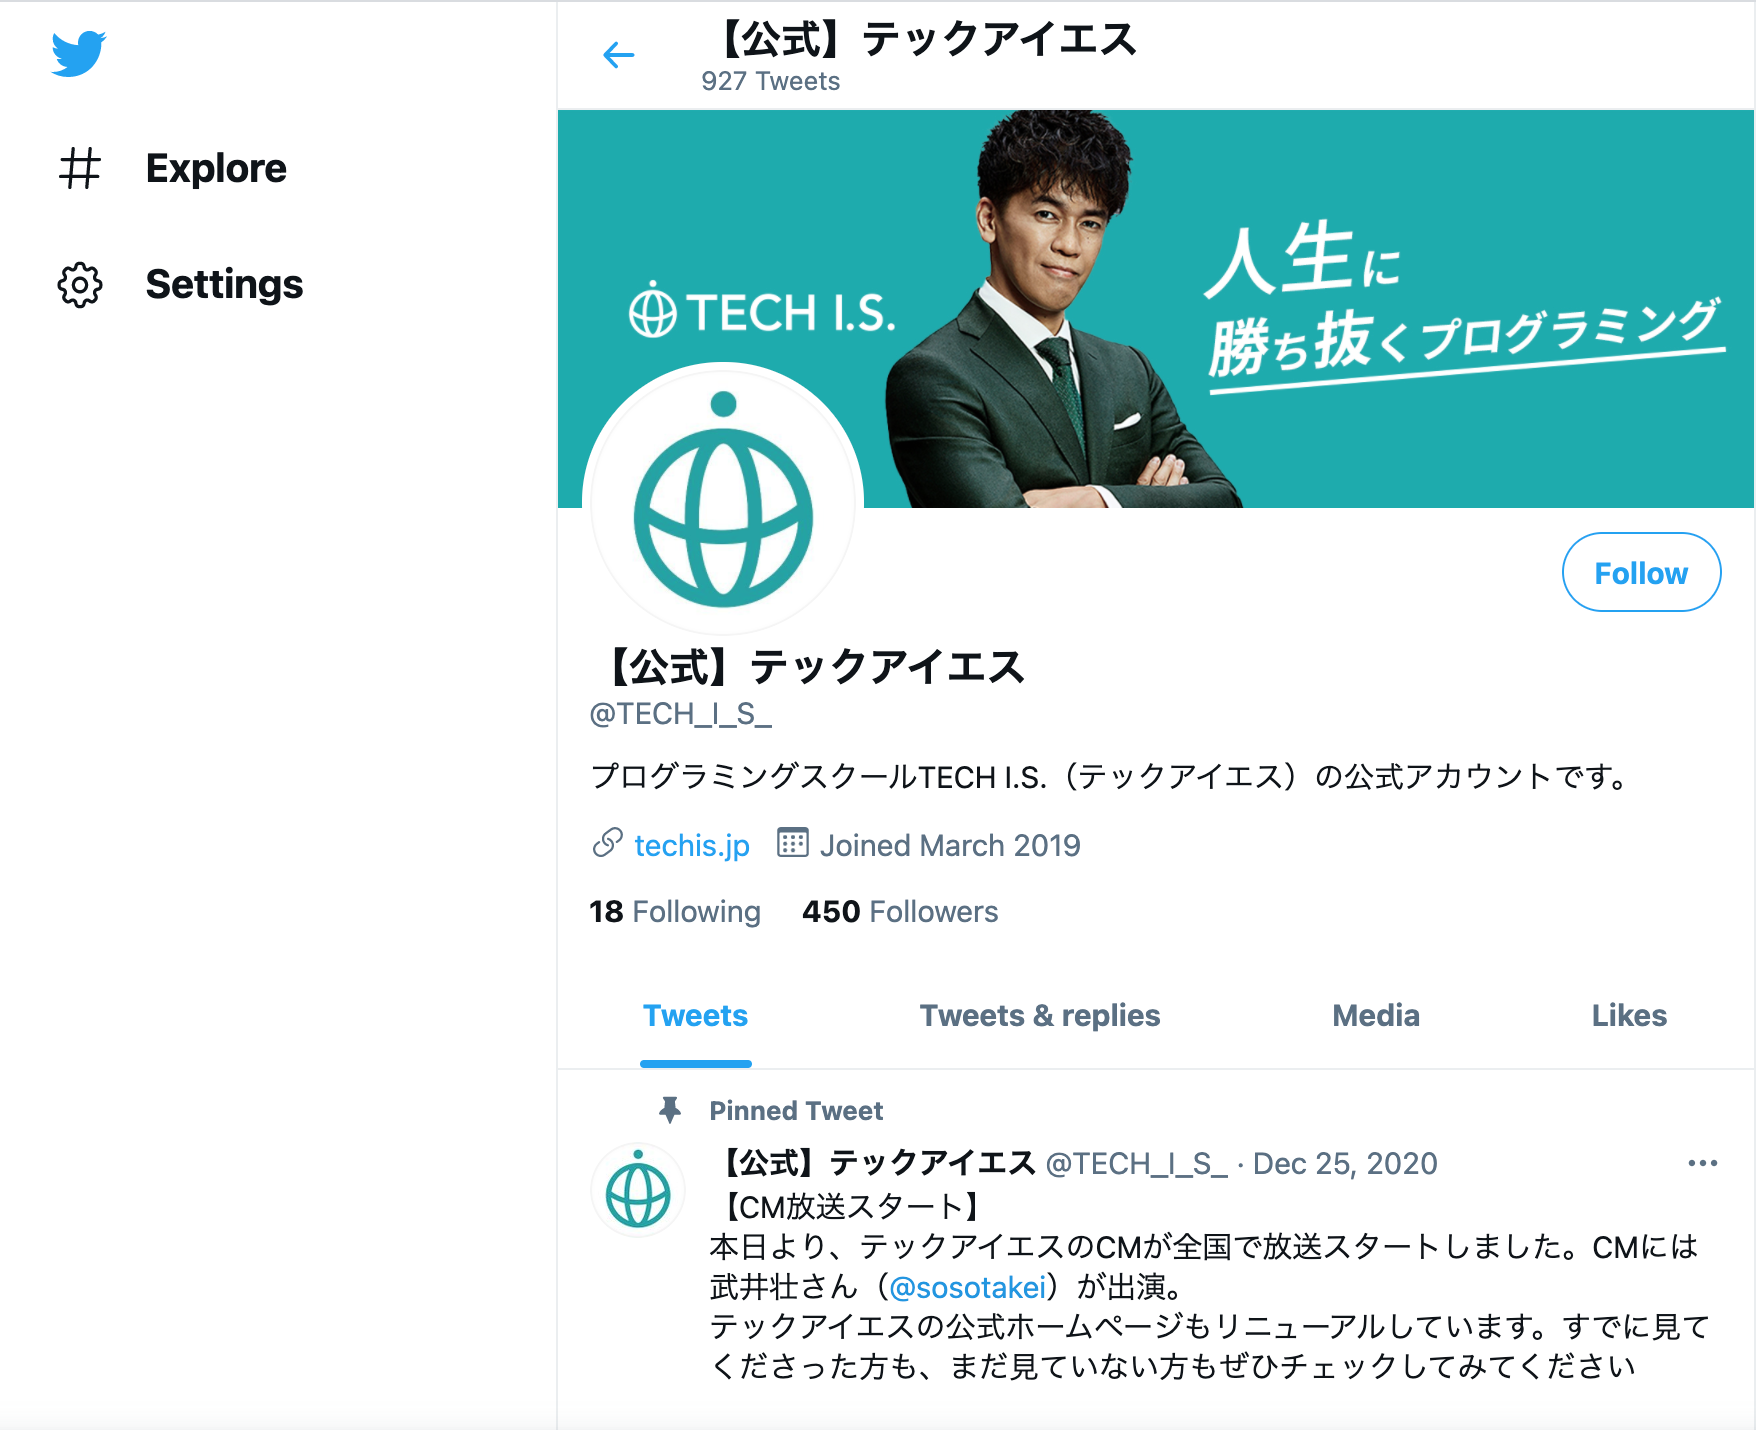 【公式】テックアイエス
927 Tweets
Explore
Settings
TECH I.S.
人生に
勝ち抜くプログラミング
Follow
【公式】テックアイエス
@TECH_I_S_
プログラミングスクールTECH I.S.（テックアイエス）の公式アカウントです。
techis.jp Joined March 2019
18 Following 450 Followers
Tweets Tweets & replies Media Likes
Pinned Tweet
【公式】テックアイエス @TECH_I_S_ · Dec 25, 2020
【CM放送スタート】
本日より、テックアイエスのCMが全国で放送スタートしました。CMには
武井壮さん（@sosotakei）が出演。
テックアイエスの公式ホームページもリニューアルしています。すでに見て
くださった方も、まだ見ていない方もぜひチェックしてみてください